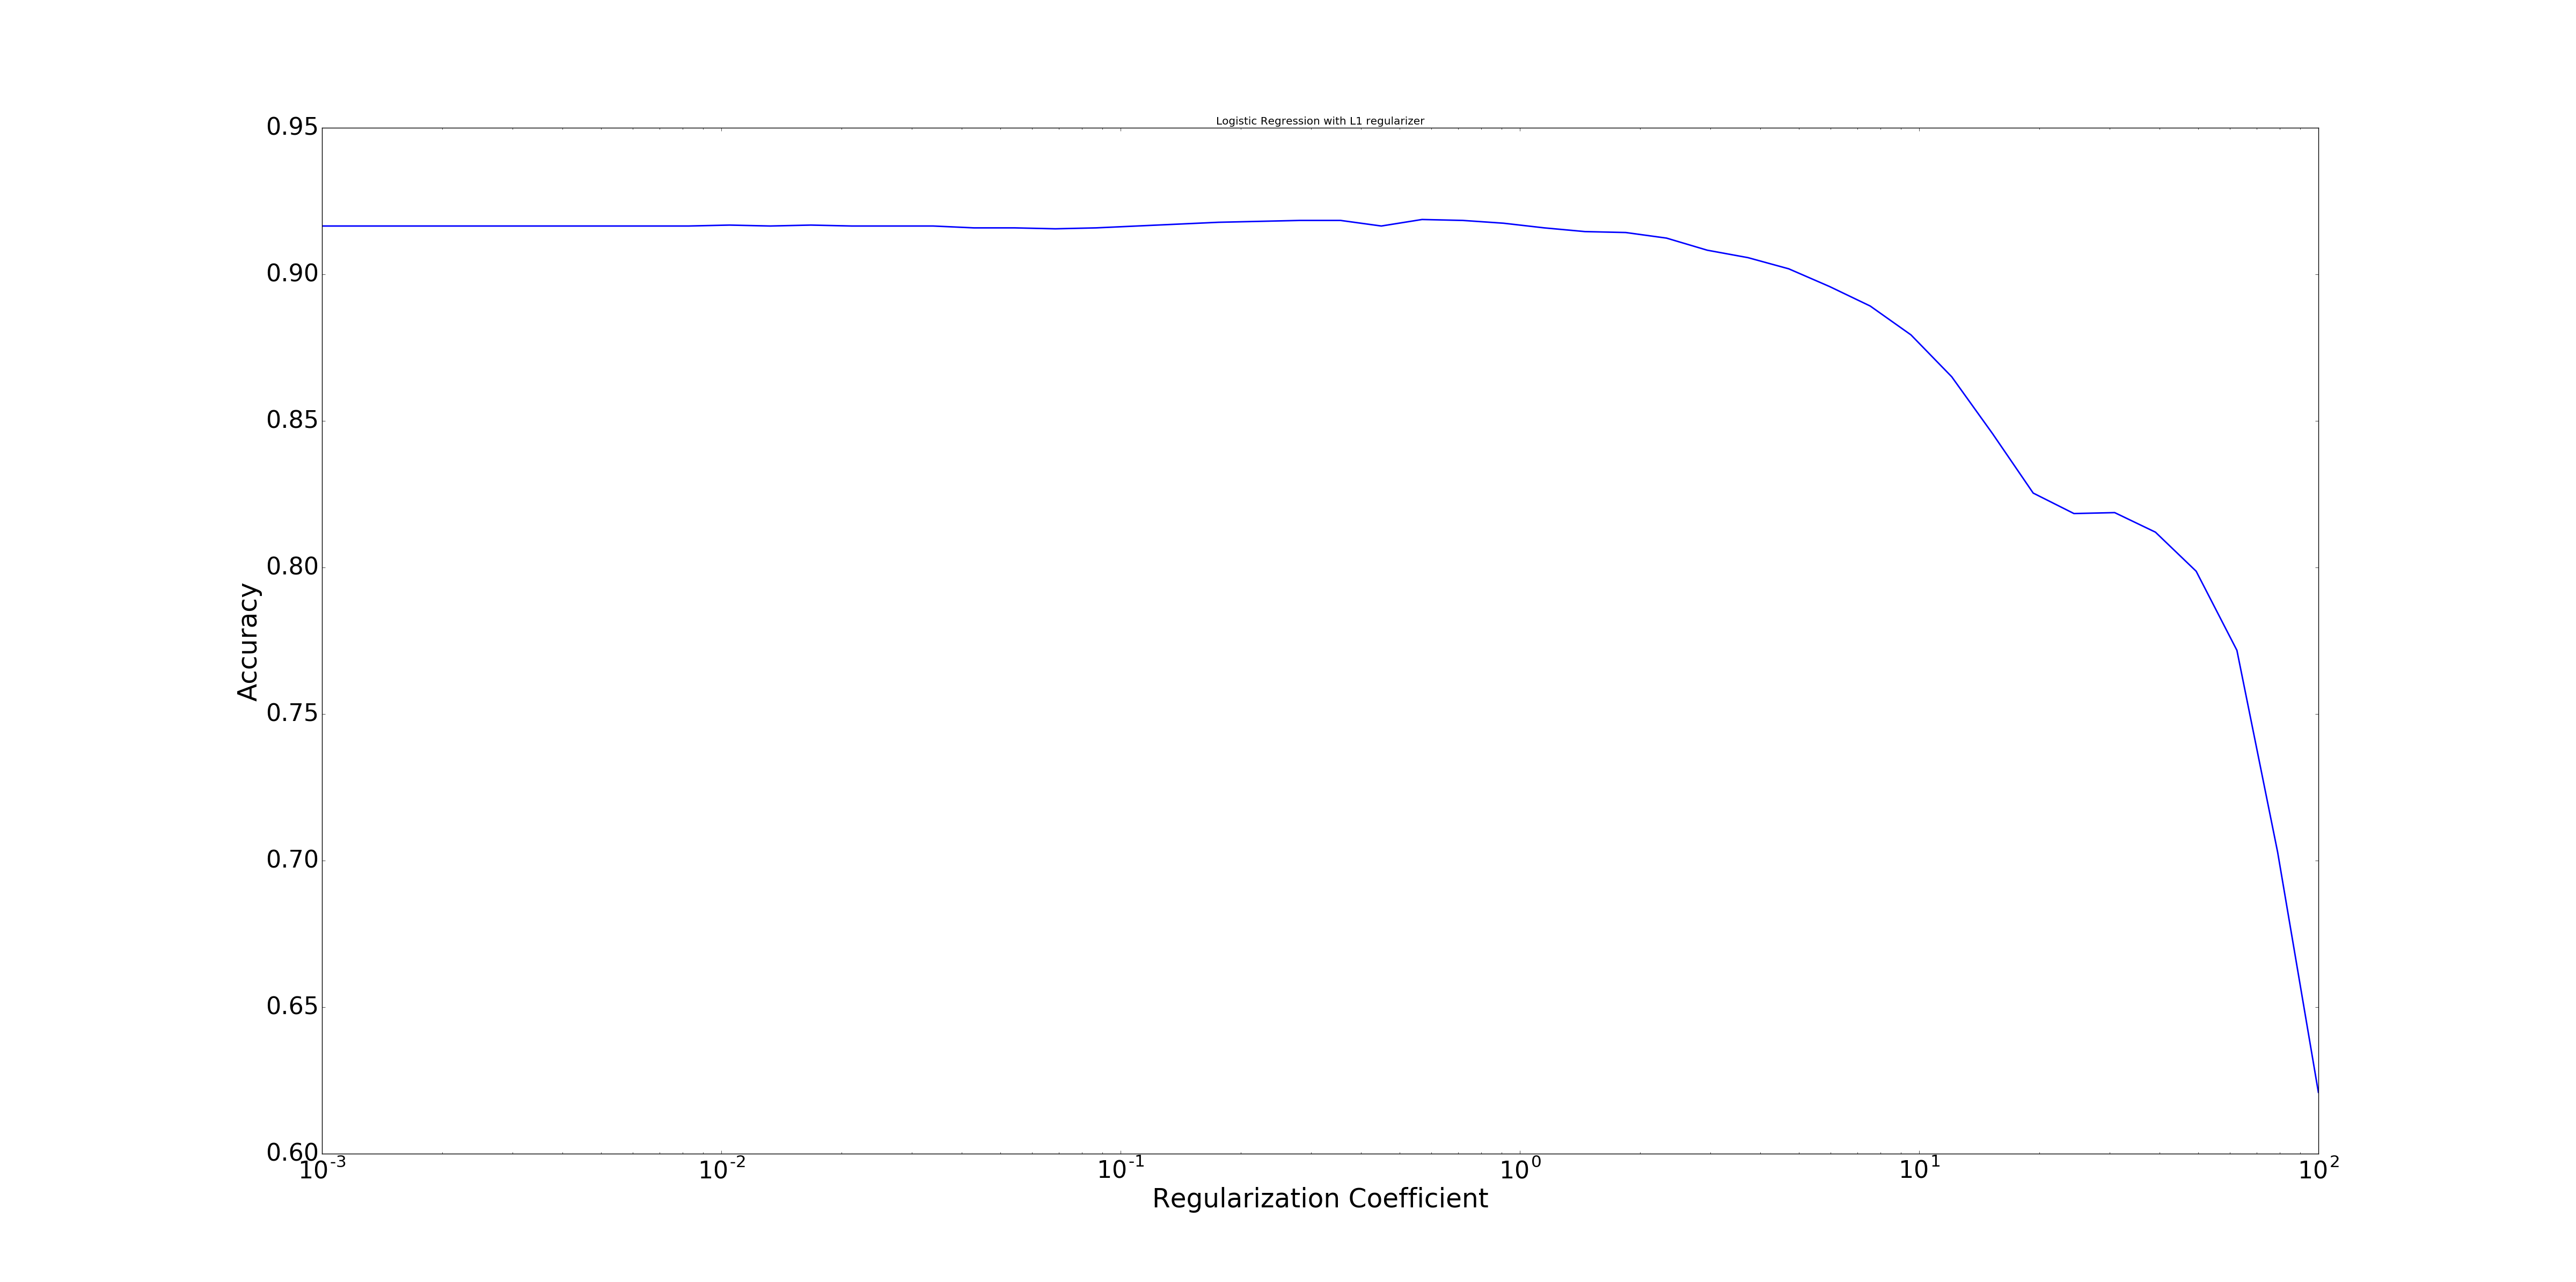 Logistic Regression with L1 regularizer
0.95
0.90
0.85
0.80
0.75
0.70
0.65
0.60
Accuracy
10^-3 10^-2 10^-1 10^0 10^1 10^2
Regularization Coefficient